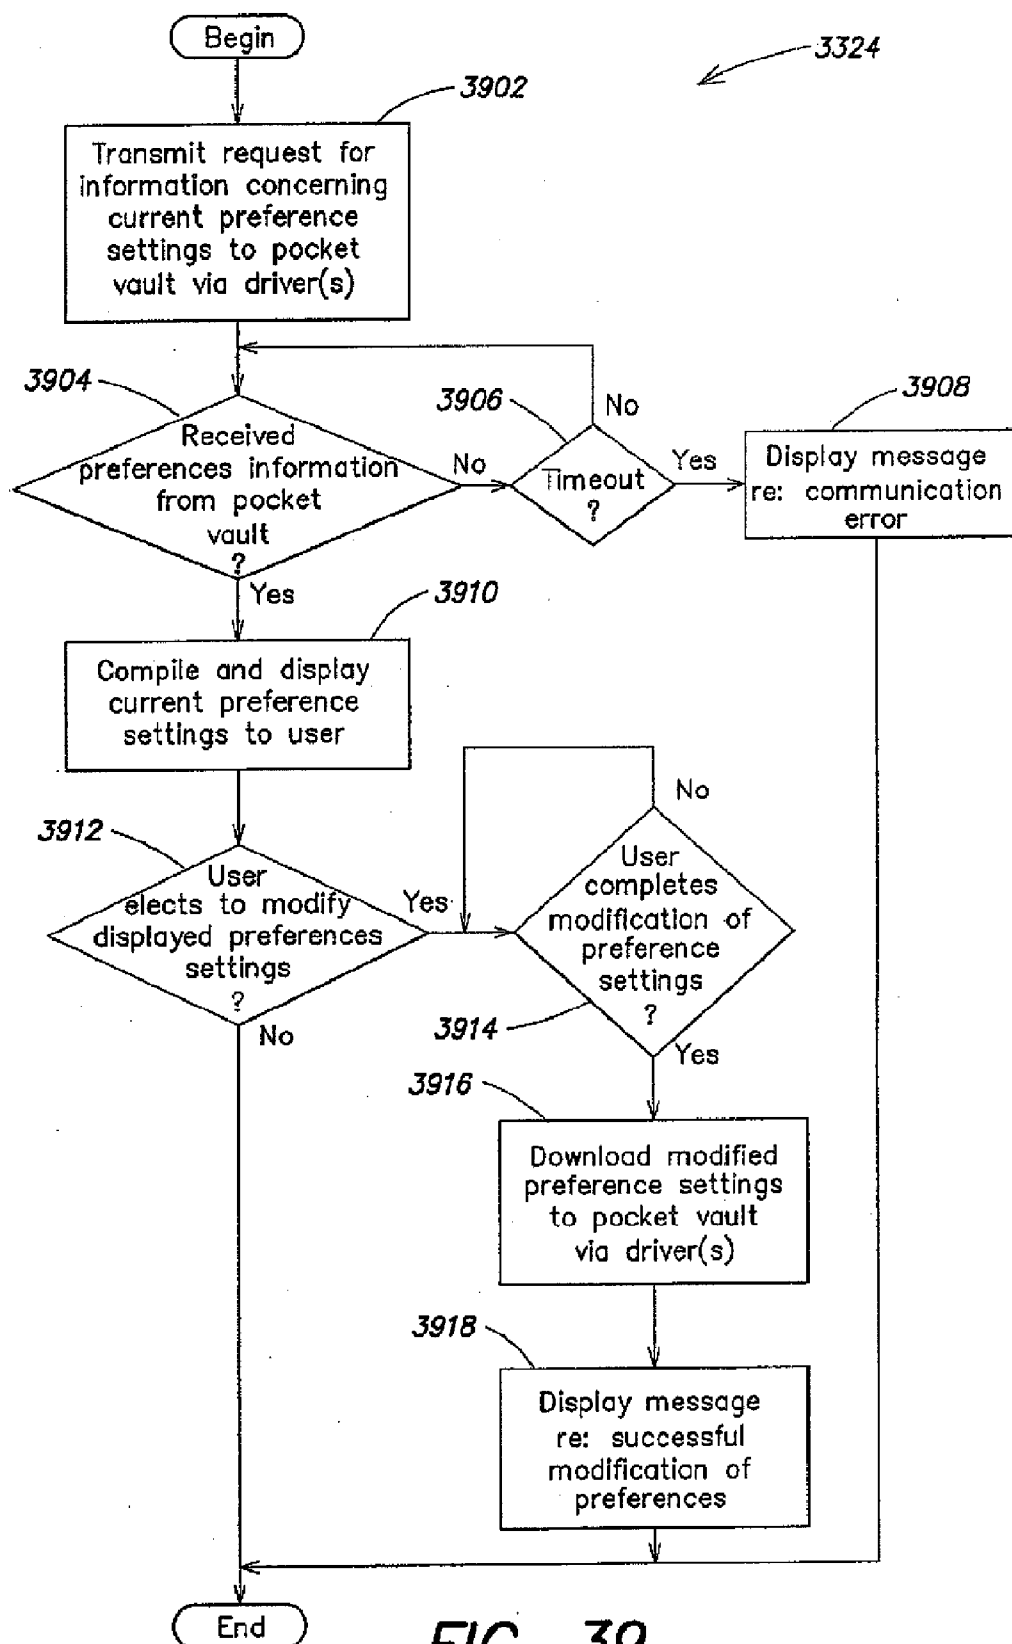 Begin
3324
3902
Transmit request for
information concerning
current preference
settings to pocket
vault via driver(s)
3904
Received
preferences information
from pocket
vault
?
No
Yes
3906
No
Timeout
?
Yes
3908
Display message
re: communication
error
3910
Compile and display
current preference
settings to user
3912
User
elects to modify
displayed preferences
settings
?
Yes
No
No
User
completes
modification of
preference
settings
?
3914
Yes
3916
Download modified
preference settings
to pocket vault
via driver(s)
3918
Display message
re: successful
modification of
preferences
End
FIG. 39